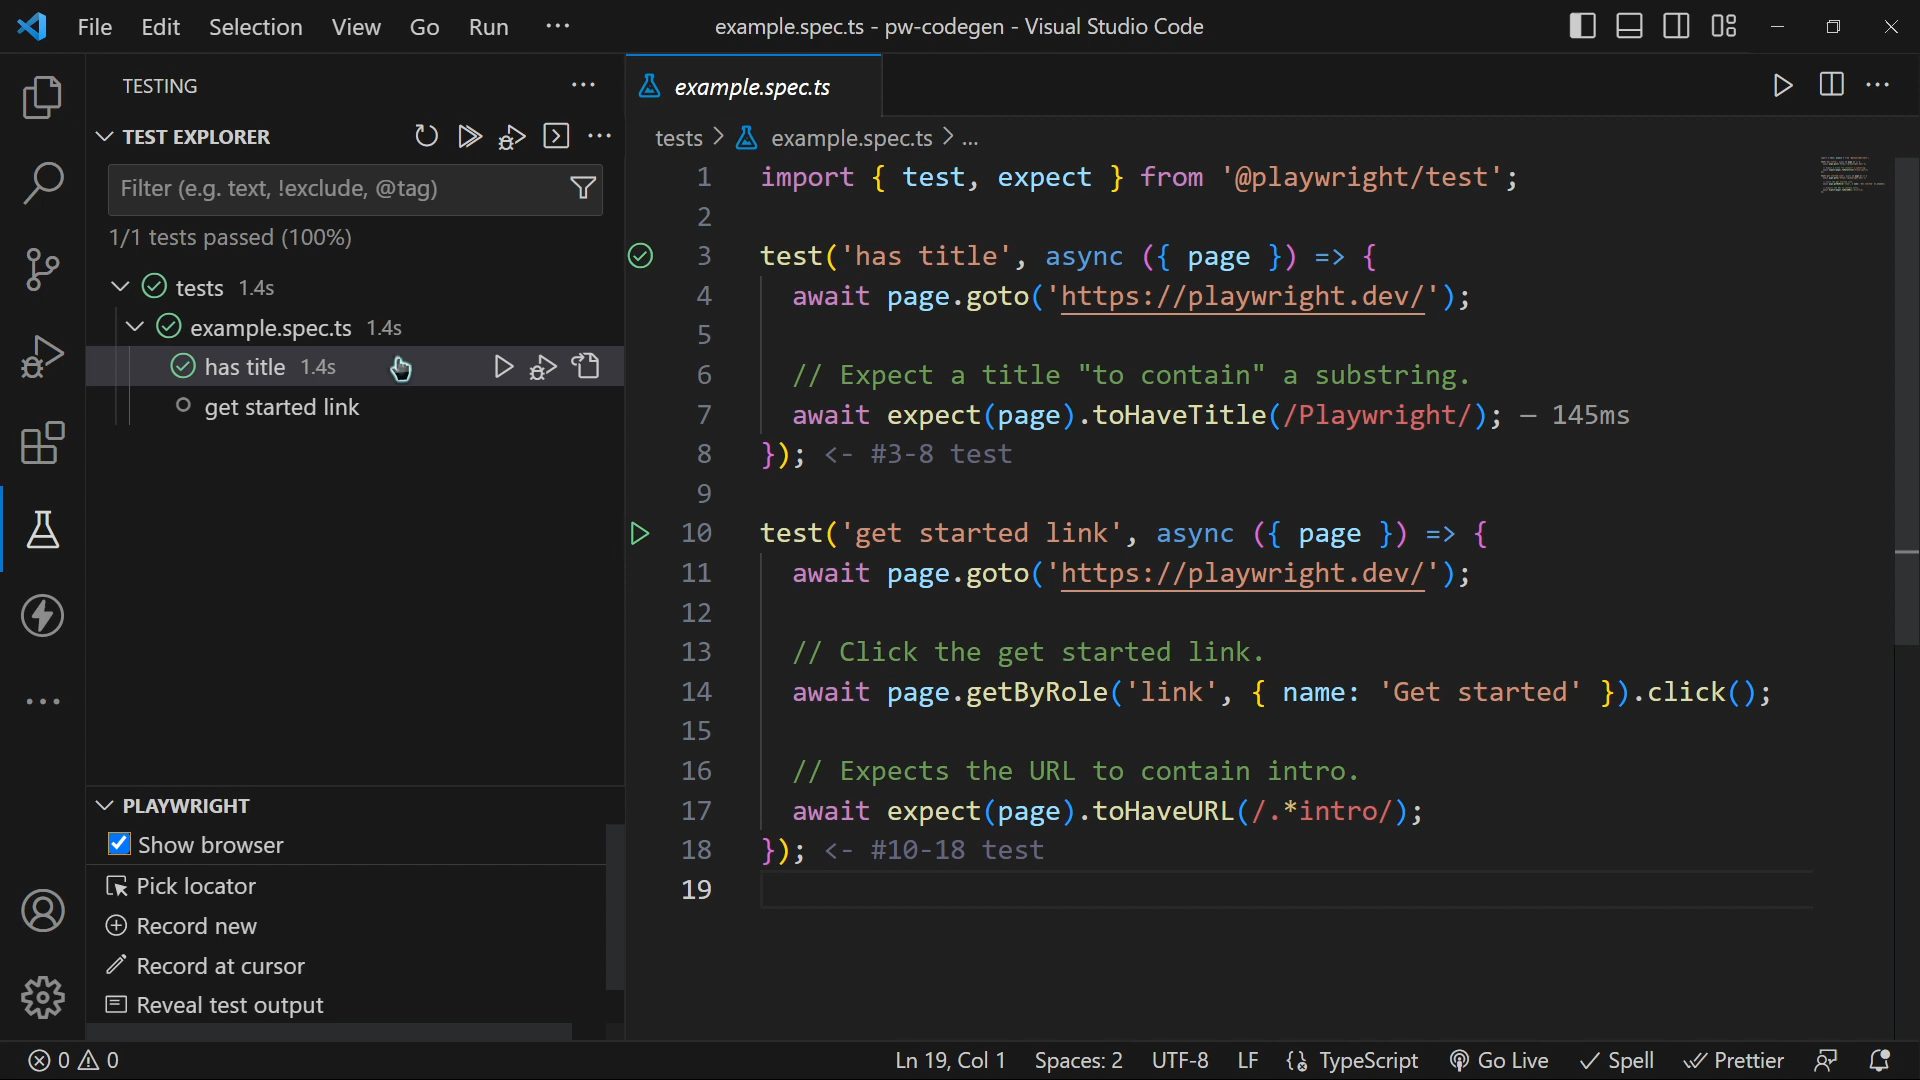 File Edit Selection View Go Run ···
example.spec.ts - pw-codegen - Visual Studio Code
TESTING
TEST EXPLORER
Filter (e.g. text, !exclude, @tag)
1/1 tests passed (100%)
tests 1.4s
example.spec.ts 1.4s
has title 1.4s
get started link
PLAYWRIGHT
Show browser
Pick locator
Record new
Record at cursor
Reveal test output
example.spec.ts
tests > example.spec.ts > ...
1 import { test, expect } from '@playwright/test';
2
3 test('has title', async ({ page }) => {
4 await page.goto('https://playwright.dev/');
5
6 // Expect a title "to contain" a substring.
7 await expect(page).toHaveTitle(/Playwright/); — 145ms
8 }); <- #3-8 test
9
10 test('get started link', async ({ page }) => {
11 await page.goto('https://playwright.dev/');
12
13 // Click the get started link.
14 await page.getByRole('link', { name: 'Get started' }).click();
15
16 // Expects the URL to contain intro.
17 await expect(page).toHaveURL(/.*intro/);
18 }); <- #10-18 test
19
0 0
Ln 19, Col 1 Spaces: 2 UTF-8 LF TypeScript Go Live Spell Prettier